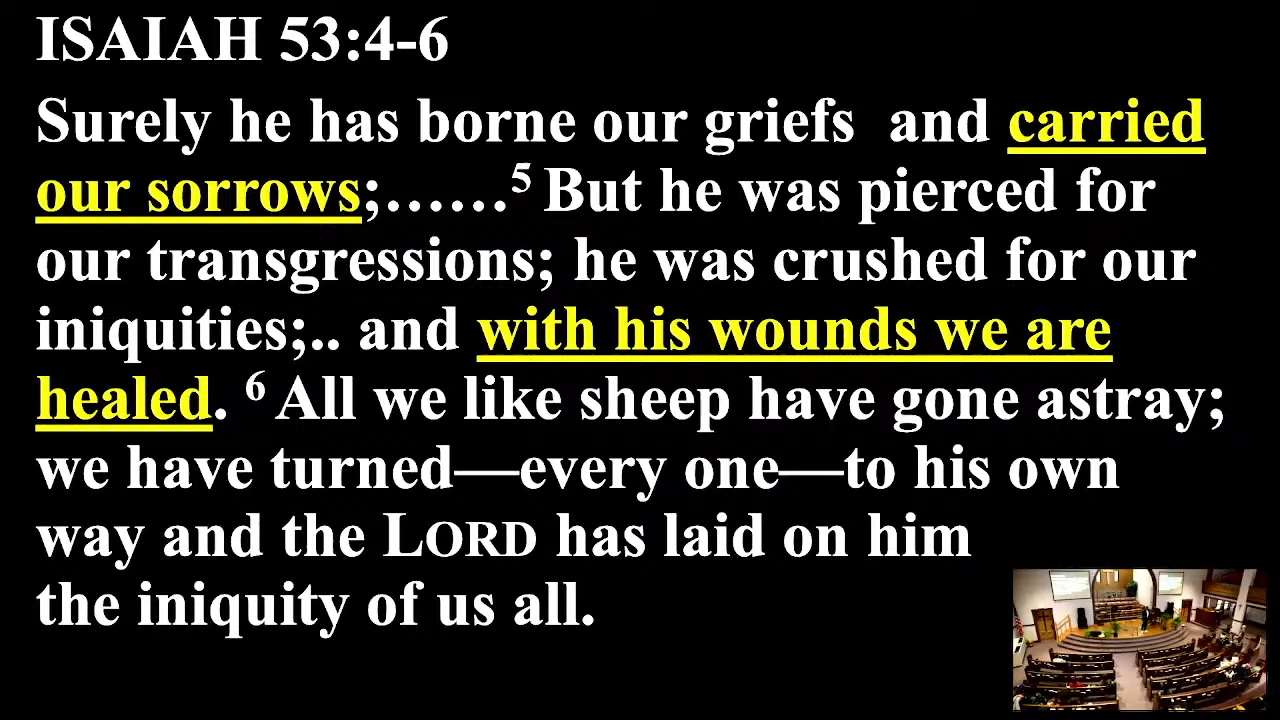 ISAIAH 53:4-6
Surely he has borne our griefs  and carried
our sorrows;……⁵ But he was pierced for
our transgressions; he was crushed for our
iniquities;.. and with his wounds we are
healed. ⁶ All we like sheep have gone astray;
we have turned—every one—to his own
way and the LORD has laid on him
the iniquity of us all.